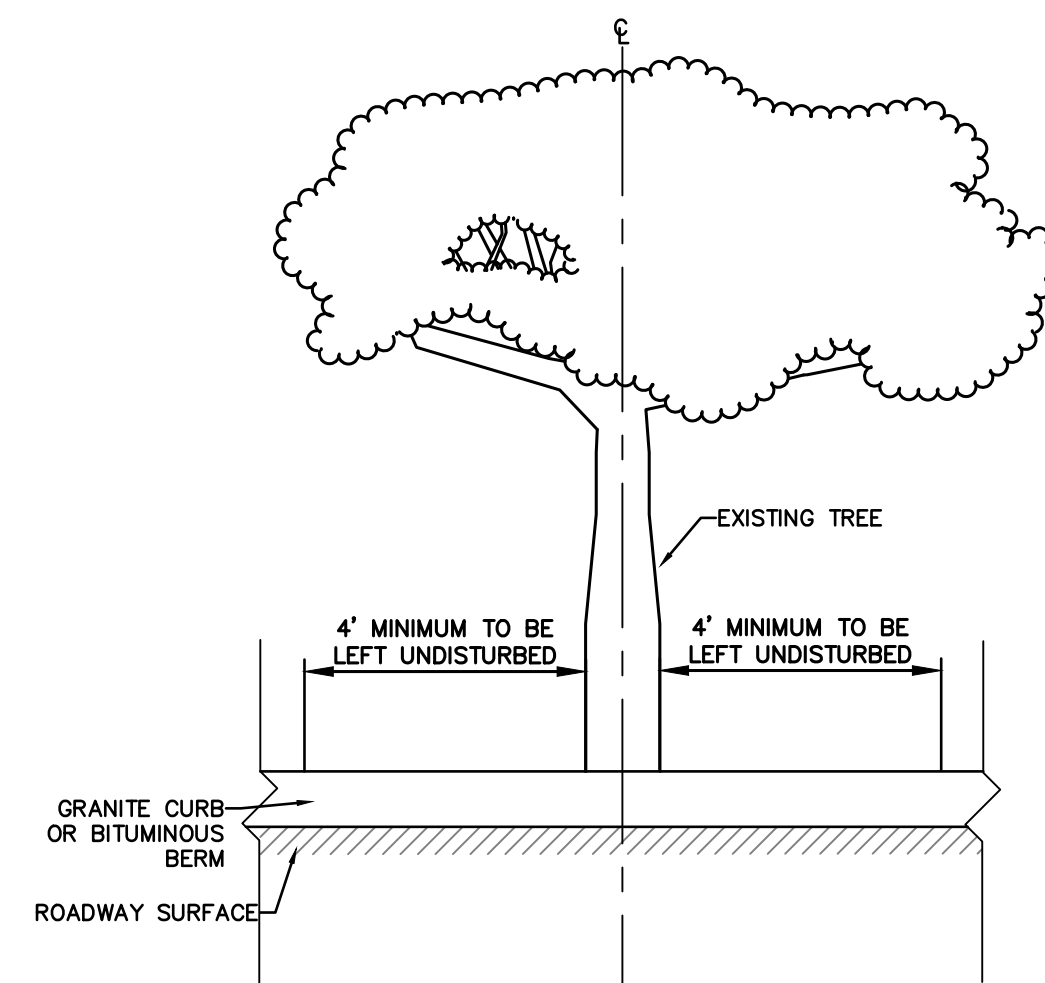 ℄
EXISTING TREE
4' MINIMUM TO BE
LEFT UNDISTURBED
4' MINIMUM TO BE
LEFT UNDISTURBED
GRANITE CURB
OR BITUMINOUS
BERM
ROADWAY SURFACE